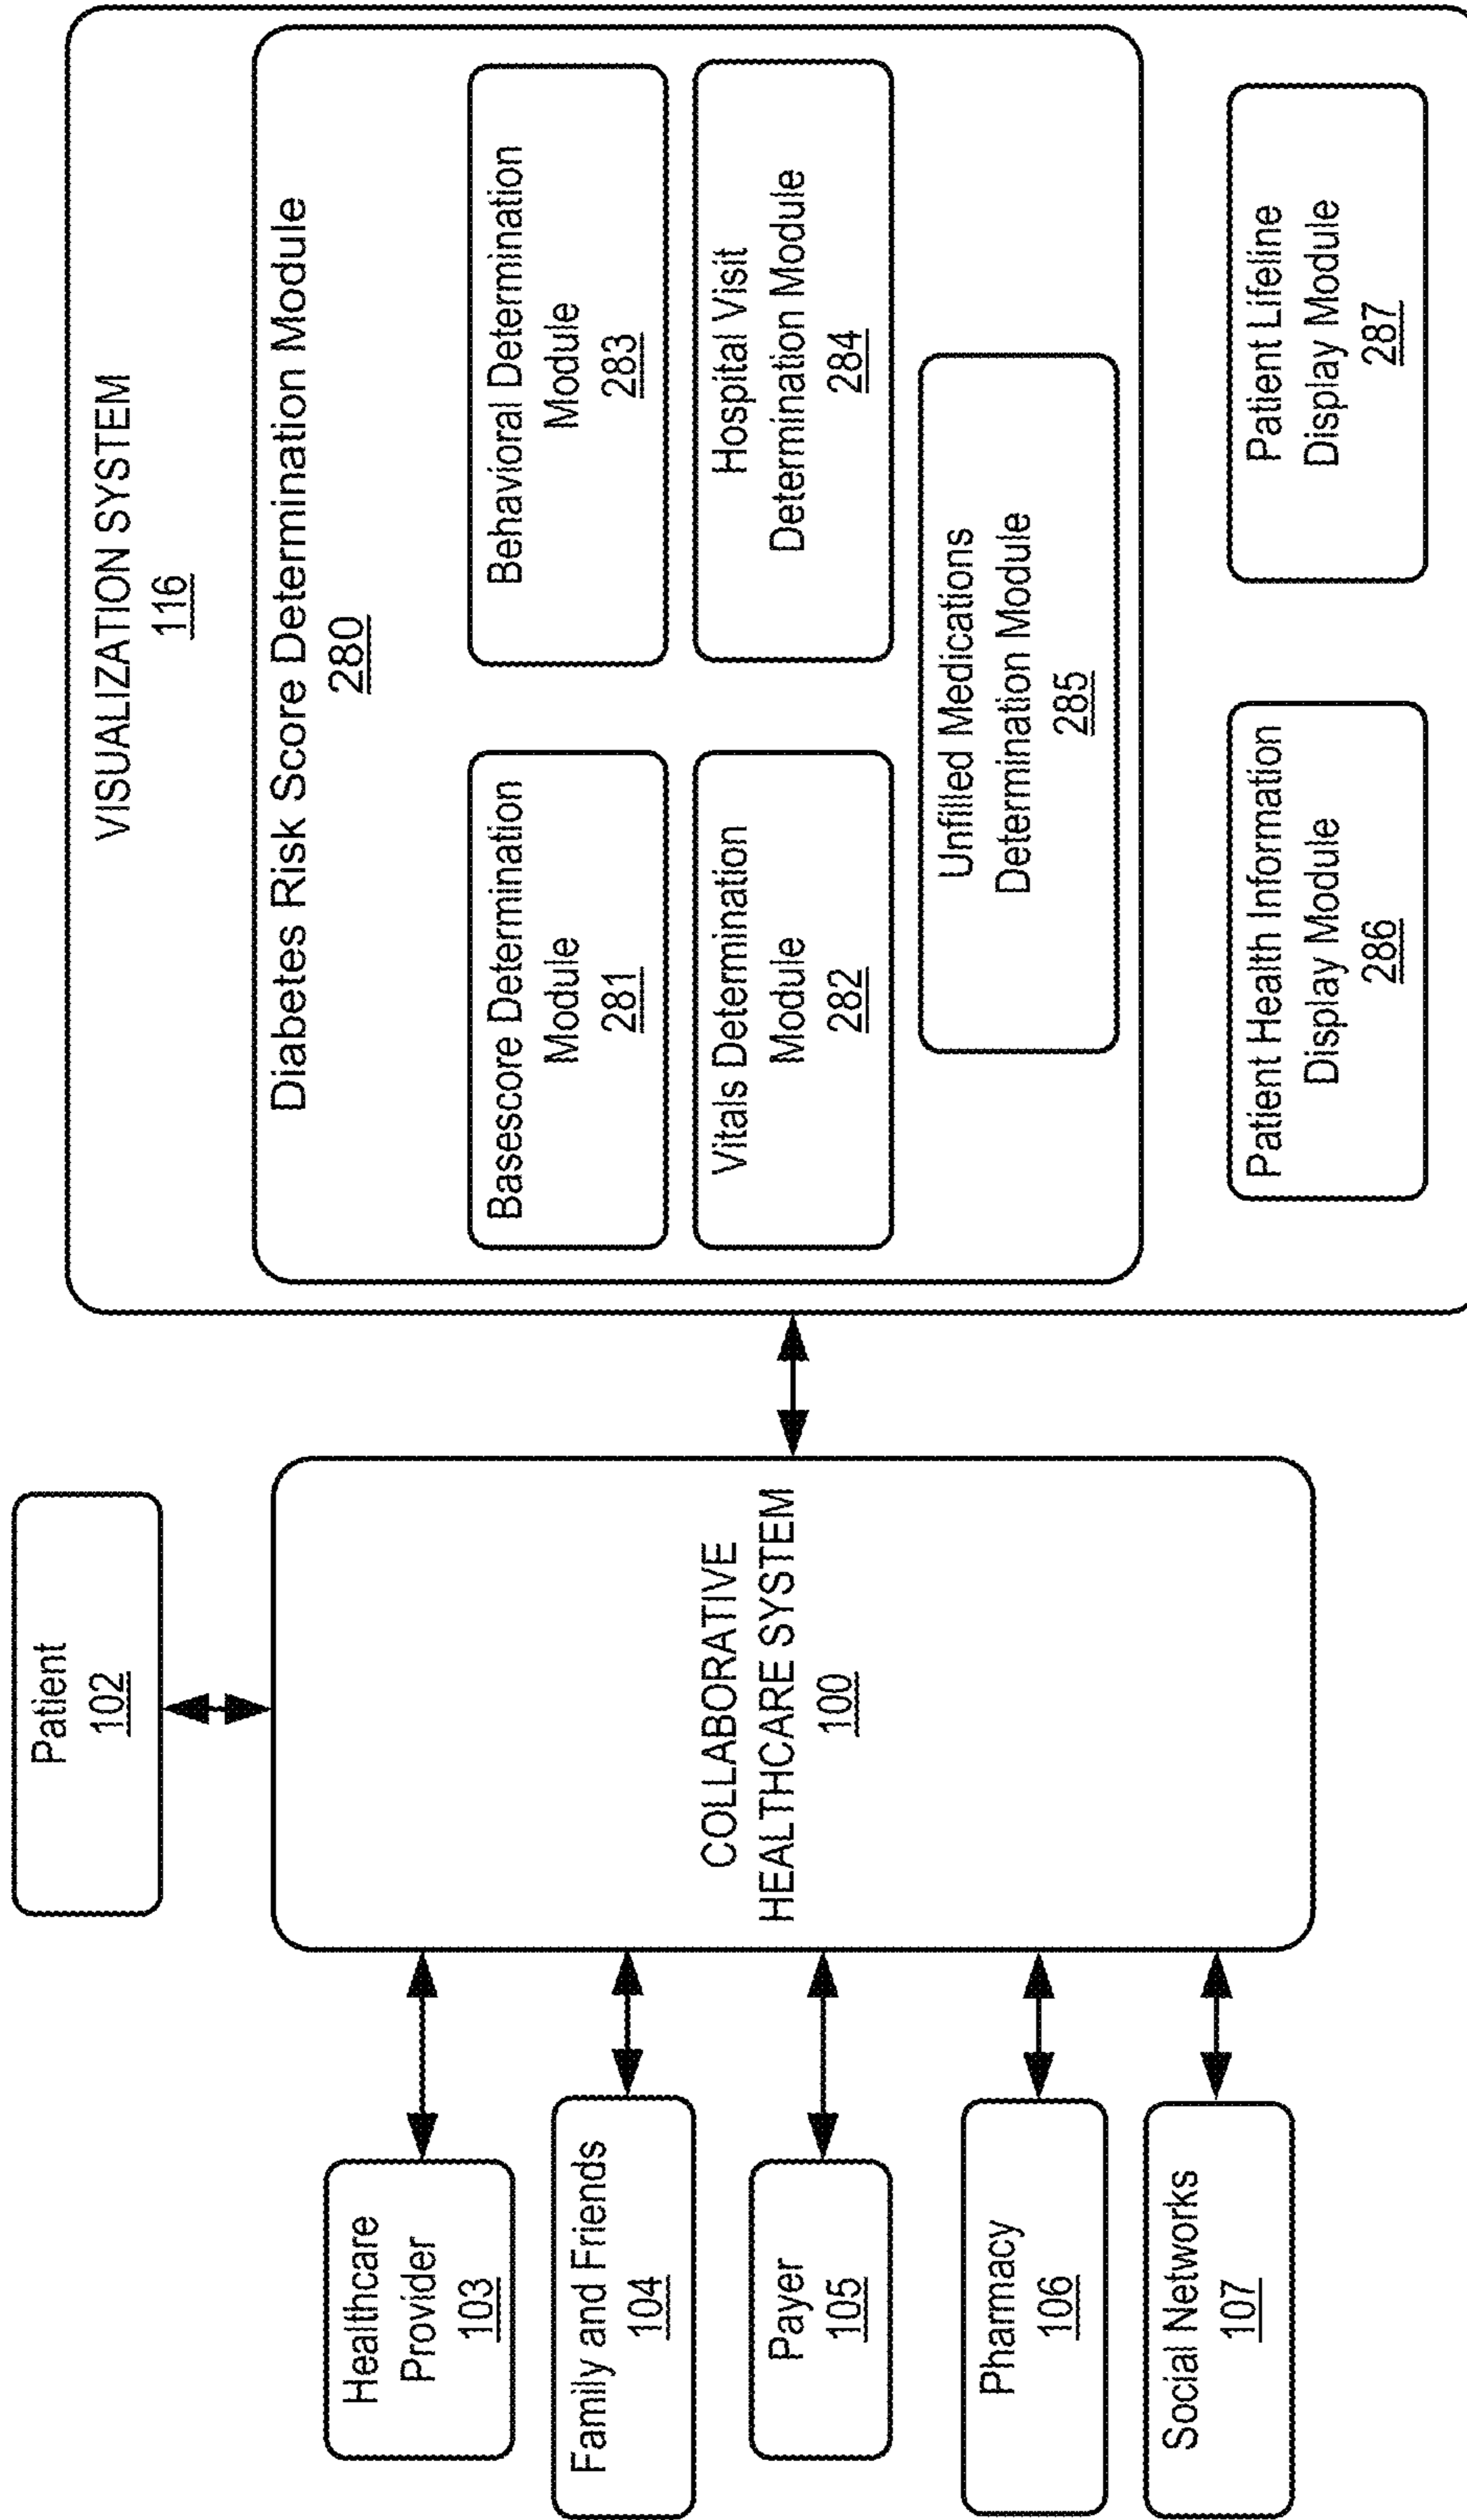 Patient
102
Healthcare
Provider
103
Family and Friends
104
Payer
105
Pharmacy
106
Social Networks
107
COLLABORATIVE
HEALTHCARE SYSTEM
100
VISUALIZATION SYSTEM
116
Diabetes Risk Score Determination Module
280
Basescore Determination
Module
281
Behavioral Determination
Module
283
Vitals Determination
Module
282
Hospital Visit
Determination Module
284
Unfilled Medications
Determination Module
285
Patient Health Information
Display Module
286
Patient Lifeline
Display Module
287